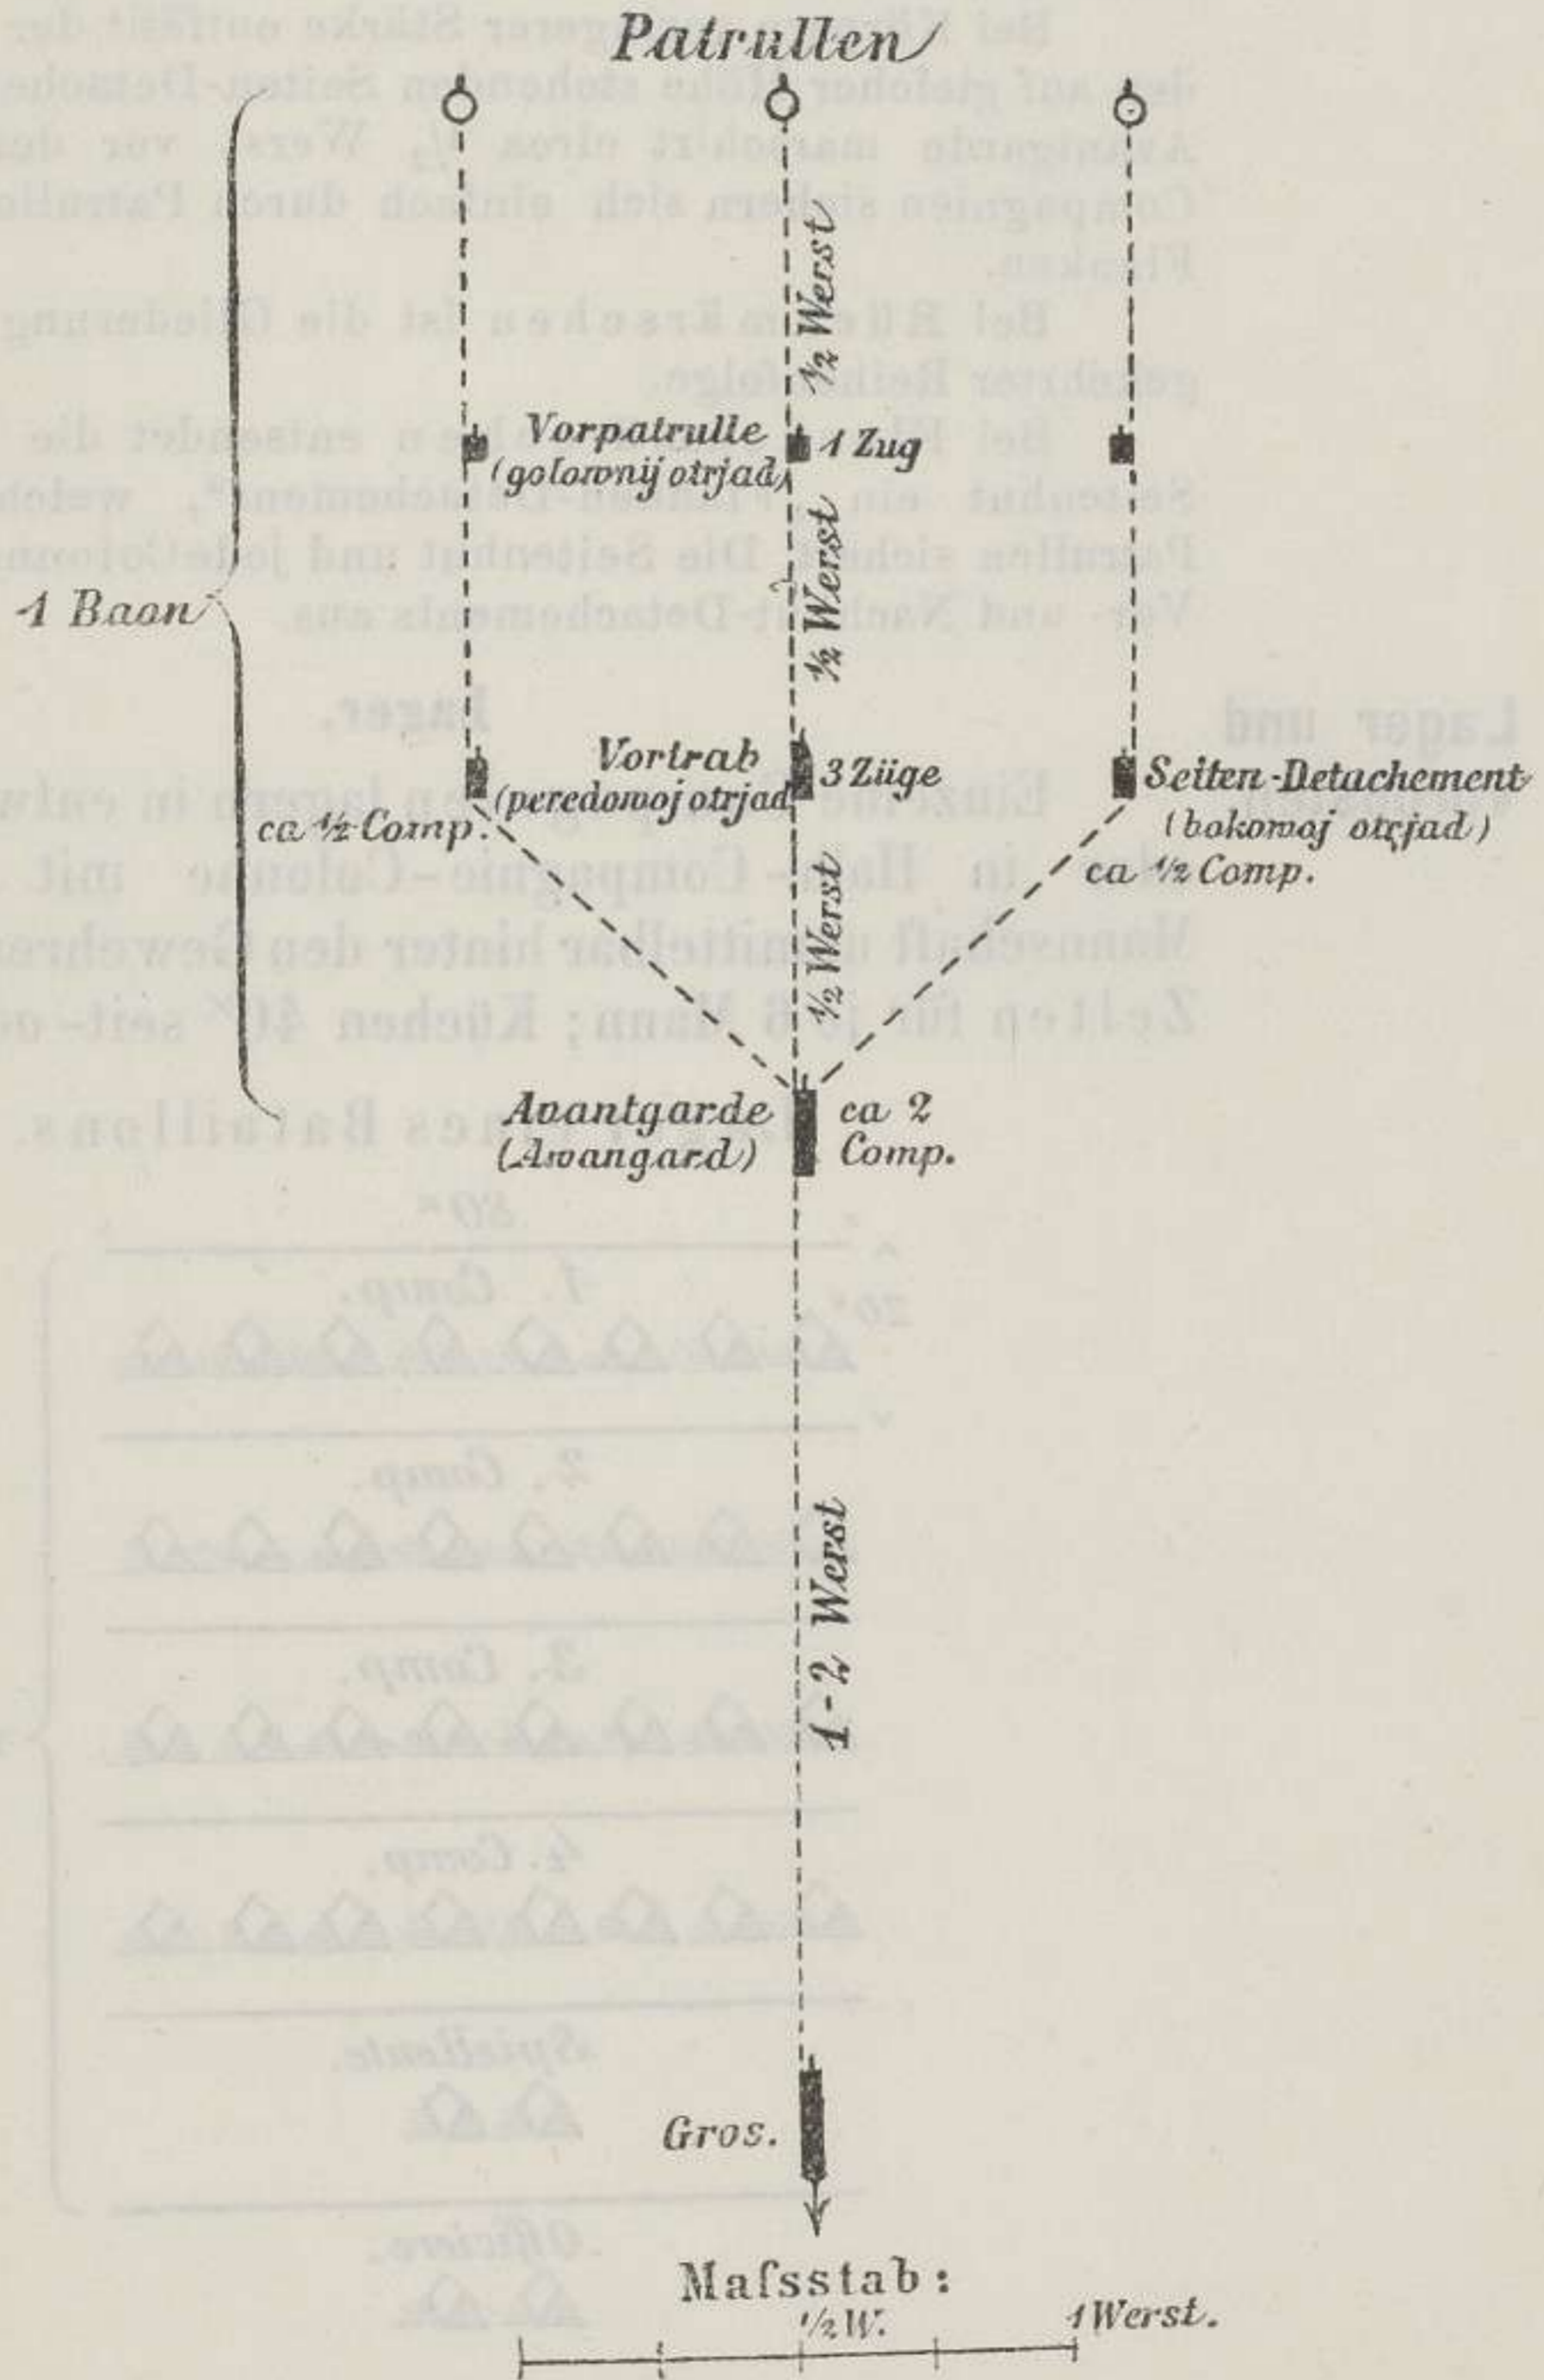 Patrullen
½ Werst
Vorpatrulle
(golownij otrjad)
1 Zug
½ Werst
1 Baon
Vortrab
(peredowoj otrjad
3 Züge
Seiten-Detachement
(bokowoj otrjad)
ca ½ Comp.
ca ½ Comp.
½ Werst
Avantgarde
(Awangard)
ca 2
Comp.
1-2 Werst
Gros.
Maſsstab:
½ W.
1 Werst.